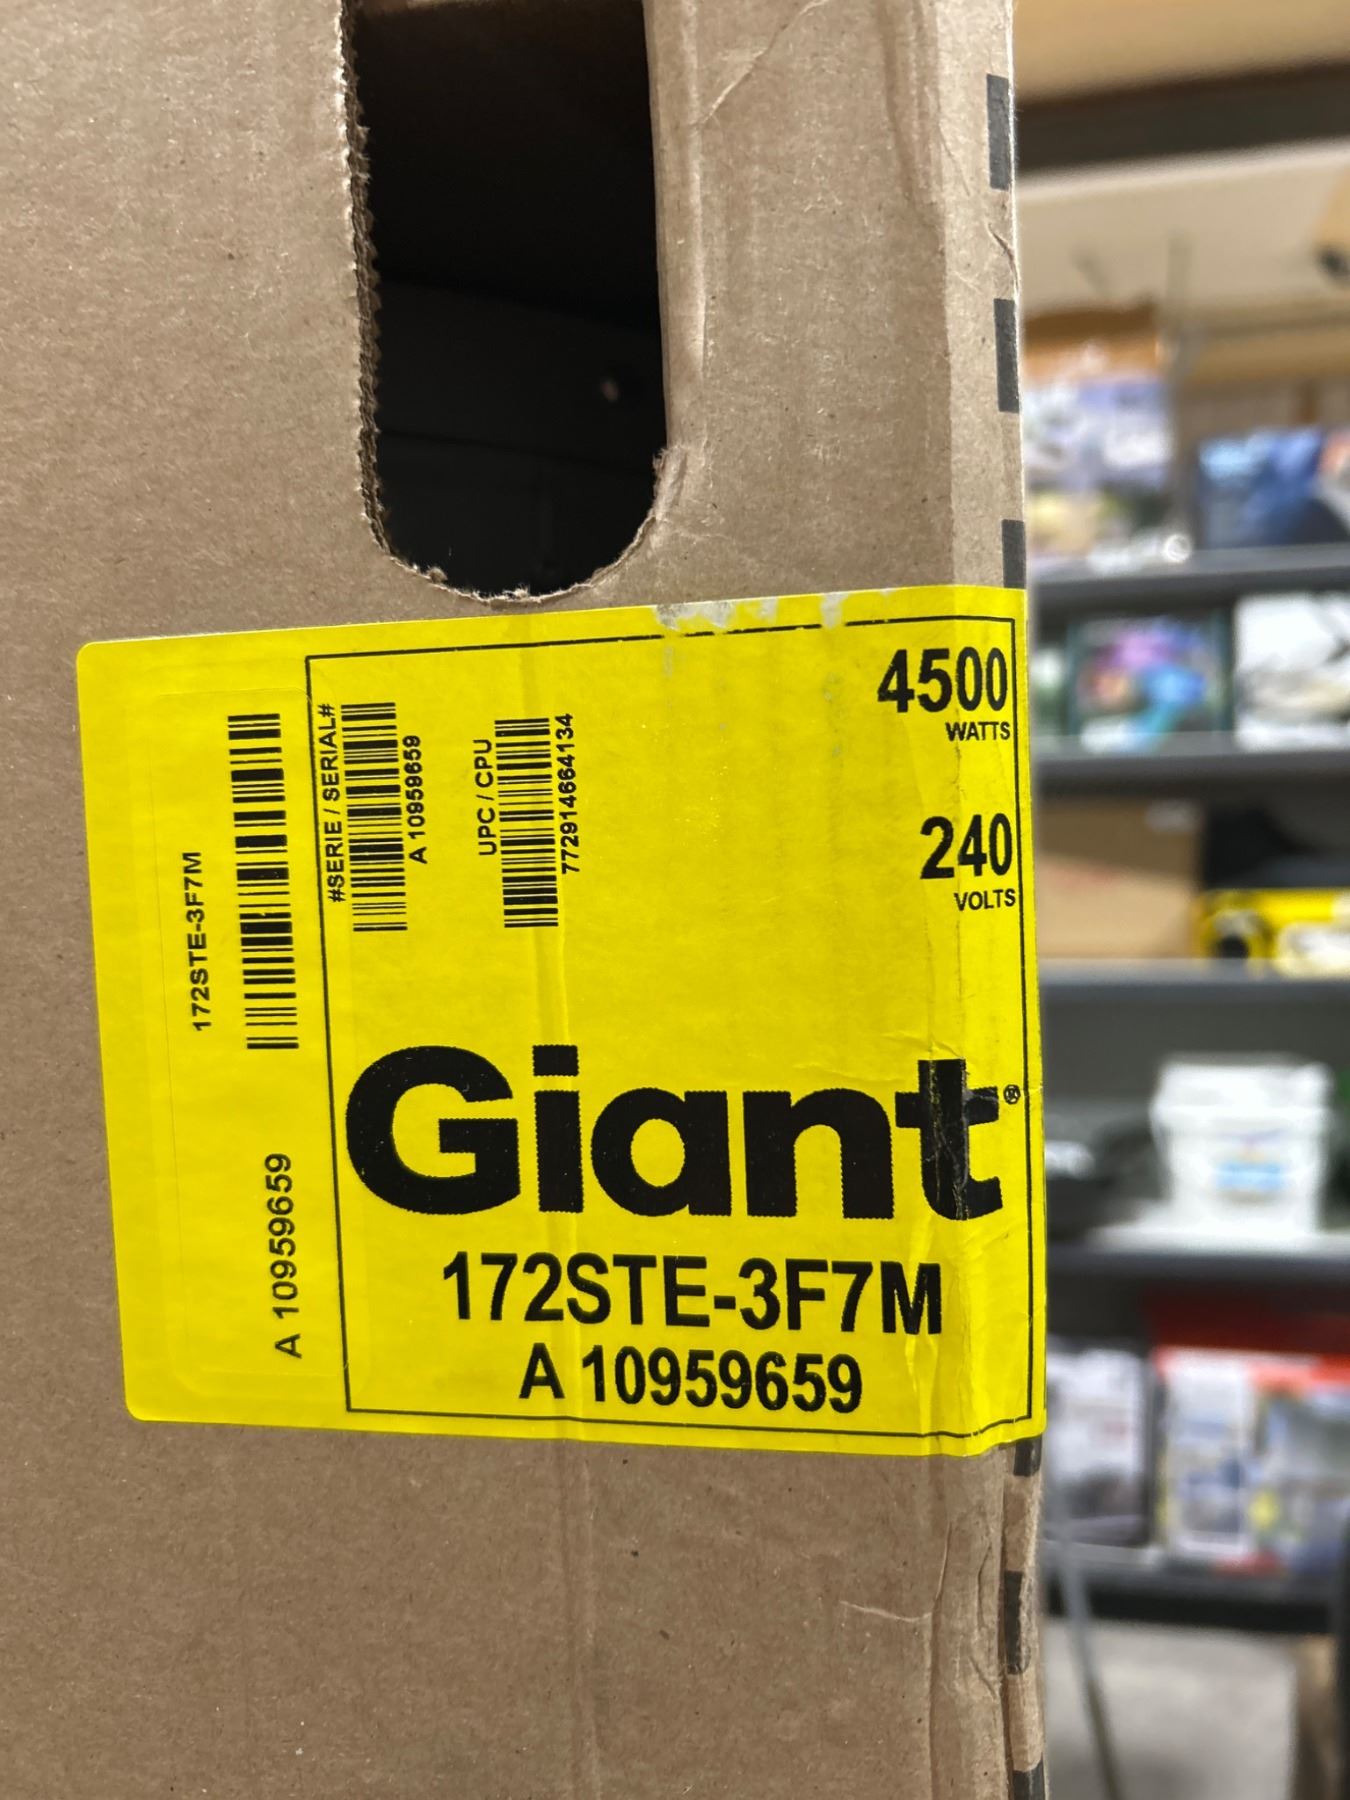 172STE-3F7M
A 10959659
#SERIE / SERIAL#
A 10959659
UPC / CPU
772914664134
4500
WATTS
240
VOLTS
Giant®
172STE-3F7M
A 10959659